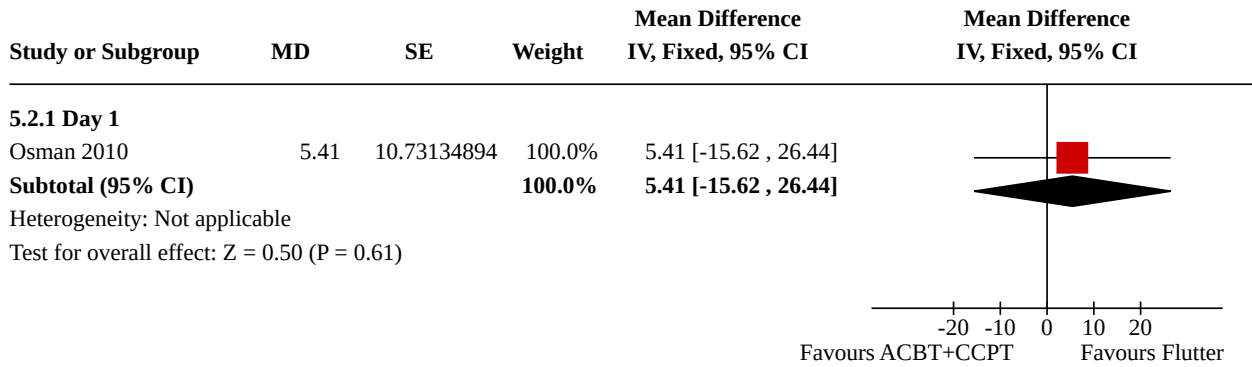 Mean Difference Mean Difference
Study or Subgroup MD SE Weight IV, Fixed, 95% CI IV, Fixed, 95% CI
5.2.1 Day 1
Osman 2010 5.41 10.73134894 100.0% 5.41 [-15.62 , 26.44]
Subtotal (95% CI) 100.0% 5.41 [-15.62 , 26.44]
Heterogeneity: Not applicable
Test for overall effect: Z = 0.50 (P = 0.61)
-20 -10 0 10 20
Favours ACBT+CCPT Favours Flutter